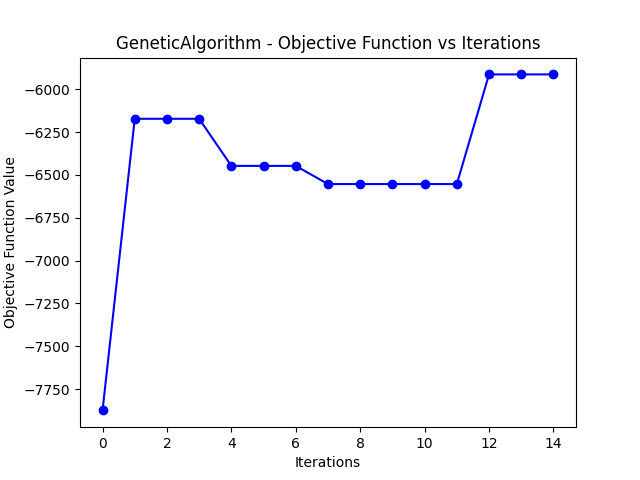 GeneticAlgorithm - Objective Function vs Iterations
Objective Function Value
−6000
−6250
−6500
−6750
−7000
−7250
−7500
−7750
0 2 4 6 8 10 12 14
Iterations